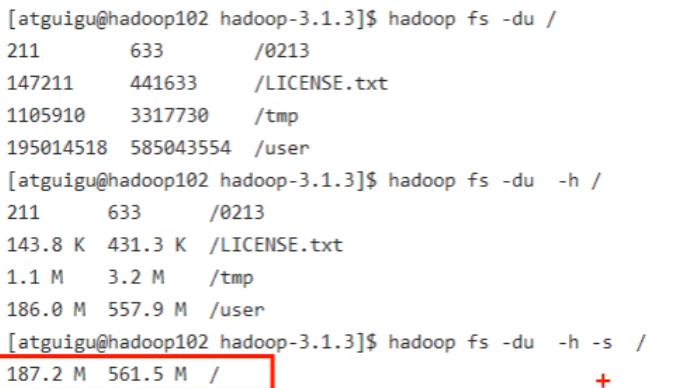 [atguigu@hadoop102 hadoop-3.1.3]$ hadoop fs -du /
211 633 /0213
147211 441633 /LICENSE.txt
1105910 3317730 /tmp
195014518 585043554 /user
[atguigu@hadoop102 hadoop-3.1.3]$ hadoop fs -du -h /
211 633 /0213
143.8 K 431.3 K /LICENSE.txt
1.1 M 3.2 M /tmp
186.0 M 557.9 M /user
[atguigu@hadoop102 hadoop-3.1.3]$ hadoop fs -du -h -s /
187.2 M 561.5 M /